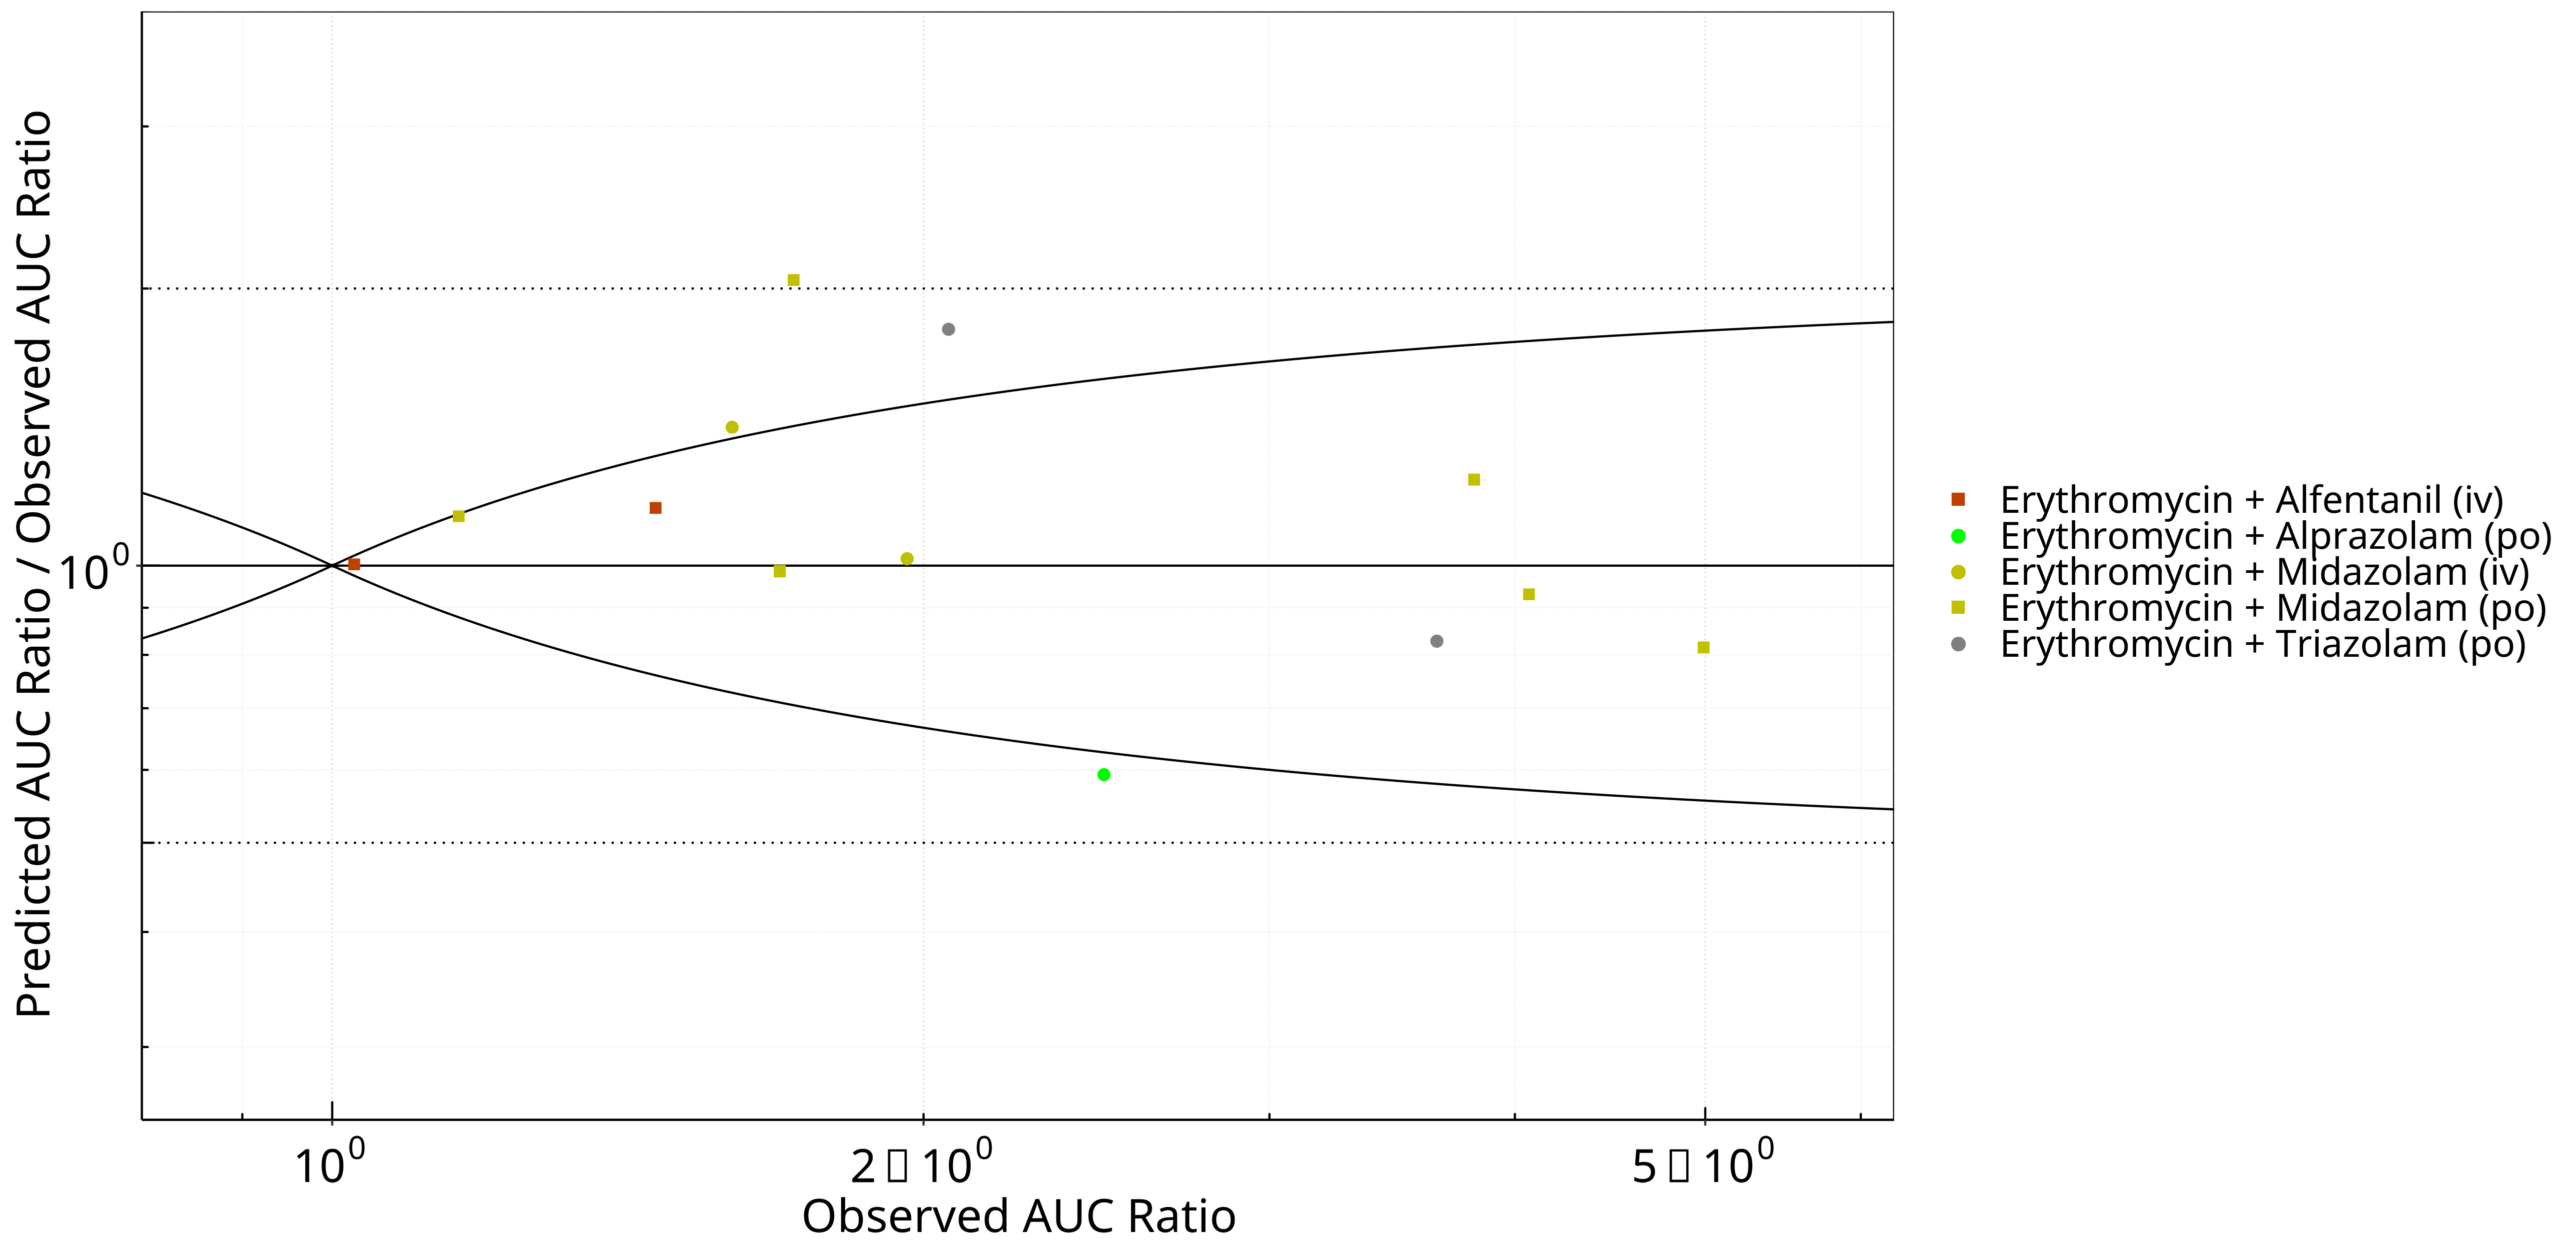 Predicted AUC Ratio / Observed AUC Ratio
10⁰
10⁰
2 ▯ 10⁰
5 ▯ 10⁰
Observed AUC Ratio
Erythromycin + Alfentanil (iv)
Erythromycin + Alprazolam (po)
Erythromycin + Midazolam (iv)
Erythromycin + Midazolam (po)
Erythromycin + Triazolam (po)